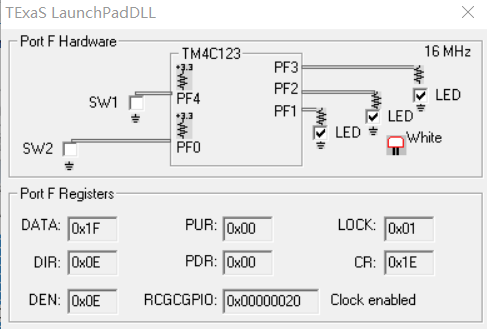 TExaS LaunchPadDLL
Port F Hardware
TM4C123
16 MHz
+3.3
PF3
SW1
PF4
PF2
LED
+3.3
PF1
LED
LED
SW2
PF0
White
Port F Registers
DATA: 0x1F PUR: 0x00 LOCK: 0x01
DIR: 0x0E PDR: 0x00 CR: 0x1E
DEN: 0x0E RCGCGPIO: 0x00000020 Clock enabled